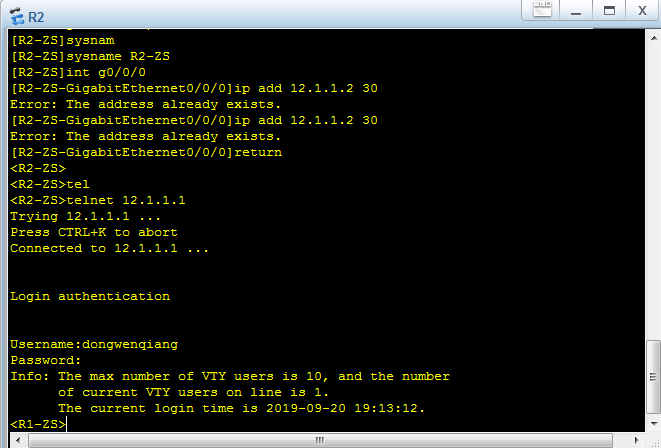 R2
[R2-ZS]sysnam
[R2-ZS]sysname R2-ZS
[R2-ZS]int g0/0/0
[R2-ZS-GigabitEthernet0/0/0]ip add 12.1.1.2 30
Error: The address already exists.
[R2-ZS-GigabitEthernet0/0/0]ip add 12.1.1.2 30
Error: The address already exists.
[R2-ZS-GigabitEthernet0/0/0]return
<R2-ZS>
<R2-ZS>tel
<R2-ZS>telnet 12.1.1.1
Trying 12.1.1.1 ...
Press CTRL+K to abort
Connected to 12.1.1.1 ...
Login authentication
Username:dongwenqiang
Password:
Info: The max number of VTY users is 10, and the number
of current VTY users on line is 1.
The current login time is 2019-09-20 19:13:12.
<R1-ZS>